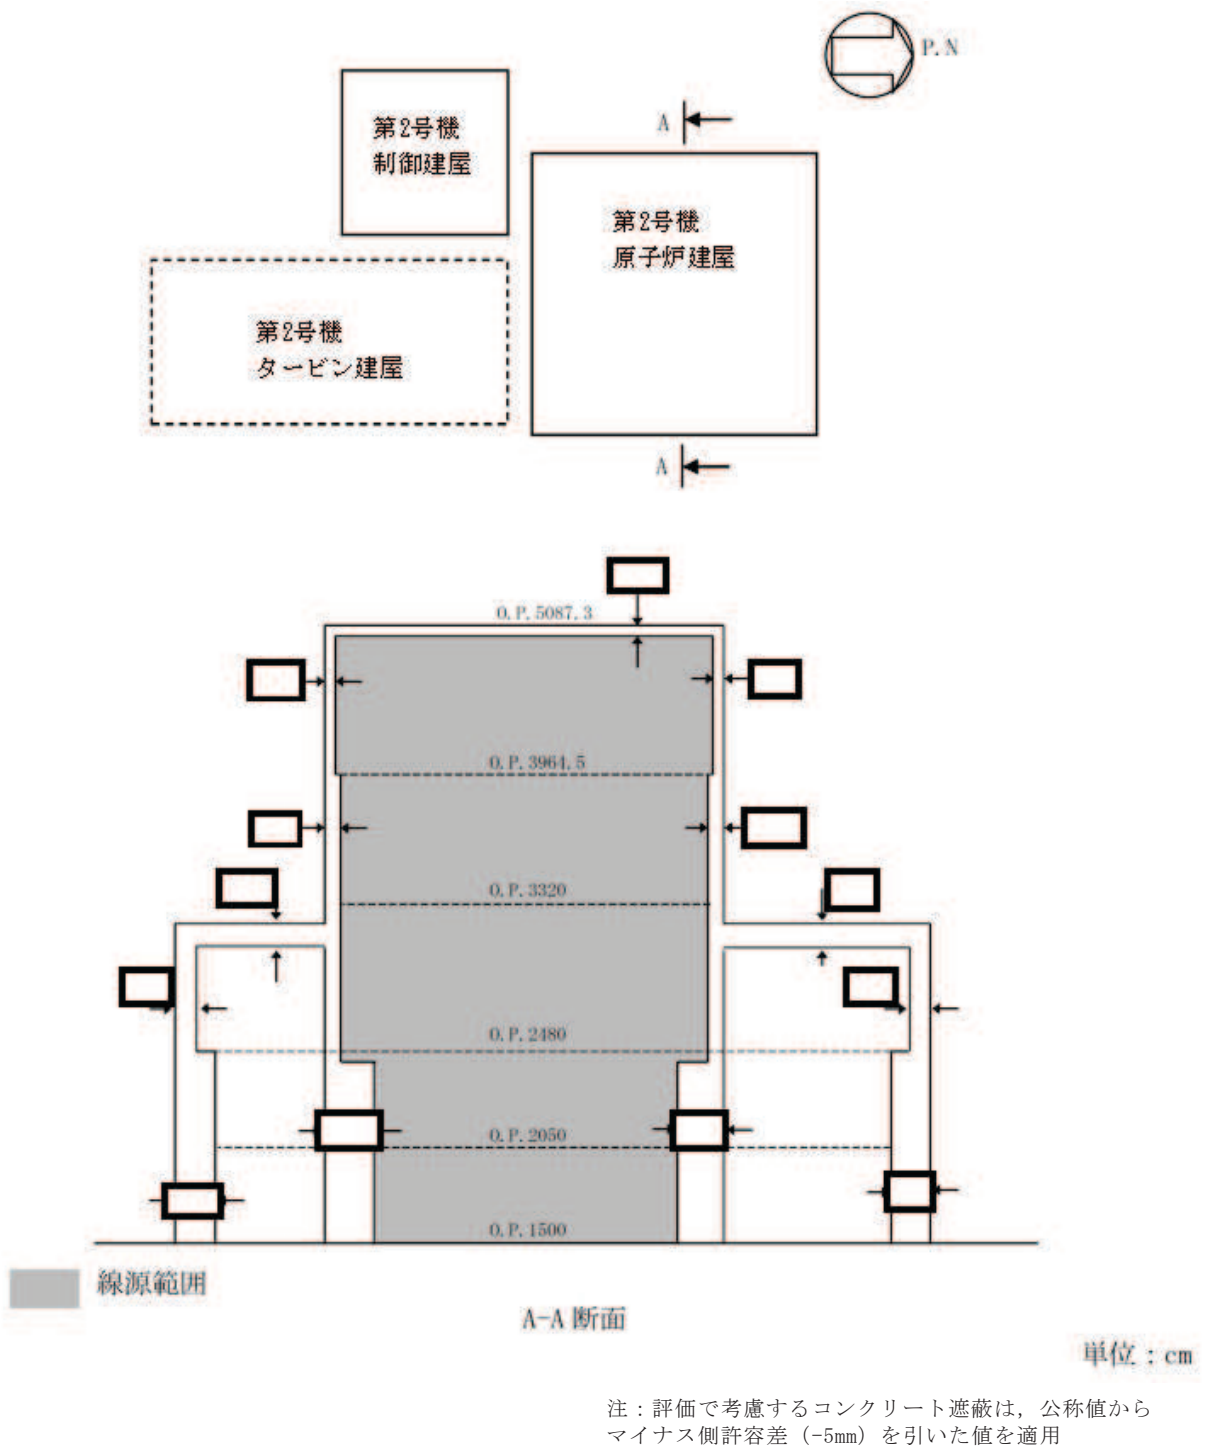 P.N
第2号機
制御建屋
A
第2号機
原子炉建屋
第2号機
タービン建屋
A
O.P.5087.3
O.P.3964.5
O.P.3320
O.P.2480
O.P.2050
O.P.1500
線源範囲
A-A 断面
単位：cm
注：評価で考慮するコンクリート遮蔽は，公称値から
マイナス側許容差（-5mm）を引いた値を適用